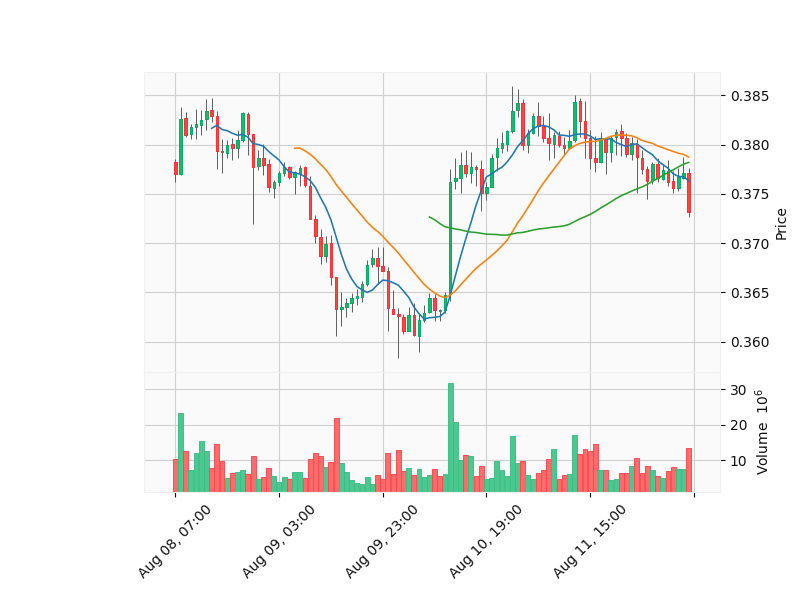 0.385
0.380
0.375
0.370
0.365
0.360
Price
30
20
10
Volume 10^6
Aug 08, 07:00
Aug 09, 03:00
Aug 09, 23:00
Aug 10, 19:00
Aug 11, 15:00